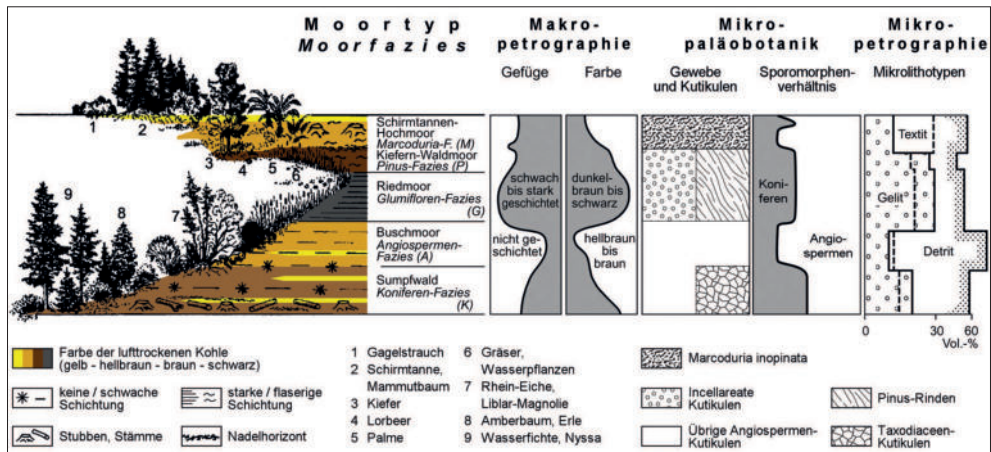 Moortyp
Moorfazies
Makro-
petrographie
Gefüge
Farbe
Mikro-
paläobotanik
Gewebe
und Kutikulen
Sporomorphen-
verhältnis
Mikro-
petrographie
Mikrolithotypen
1
2
3
4
5
6
7
8
9
Schirmtannen-
Hochmoor
Marcoduria-F. (M)
Kiefern-Waldmoor
Pinus-Fazies (P)
Riedmoor
Glumifloren-Fazies
(G)
Buschmoor
Angiospermen-
Fazies (A)
Sumpfwald
Koniferen-Fazies
(K)
schwach
bis stark
geschichtet
nicht ge-
schichtet
dunkel-
braun bis
schwarz
hellbraun
bis
braun
Koni-
feren
Angio-
spermen
Textit
Gelit
Detrit
0
30
60
Vol.-%
Farbe der lufttrockenen Kohle
(gelb - hellbraun - braun - schwarz)
keine / schwache
Schichtung
starke / flaserige
Schichtung
Stubben, Stämme
Nadelhorizont
1 Gagelstrauch
2 Schirmtanne,
Mammutbaum
3 Kiefer
4 Lorbeer
5 Palme
6 Gräser,
Wasserpflanzen
7 Rhein-Eiche,
Liblar-Magnolie
8 Amberbaum, Erle
9 Wasserfichte, Nyssa
Marcoduria inopinata
Incellareate
Kutikulen
Pinus-Rinden
Übrige Angiospermen-
Kutikulen
Taxodiaceen-
Kutikulen